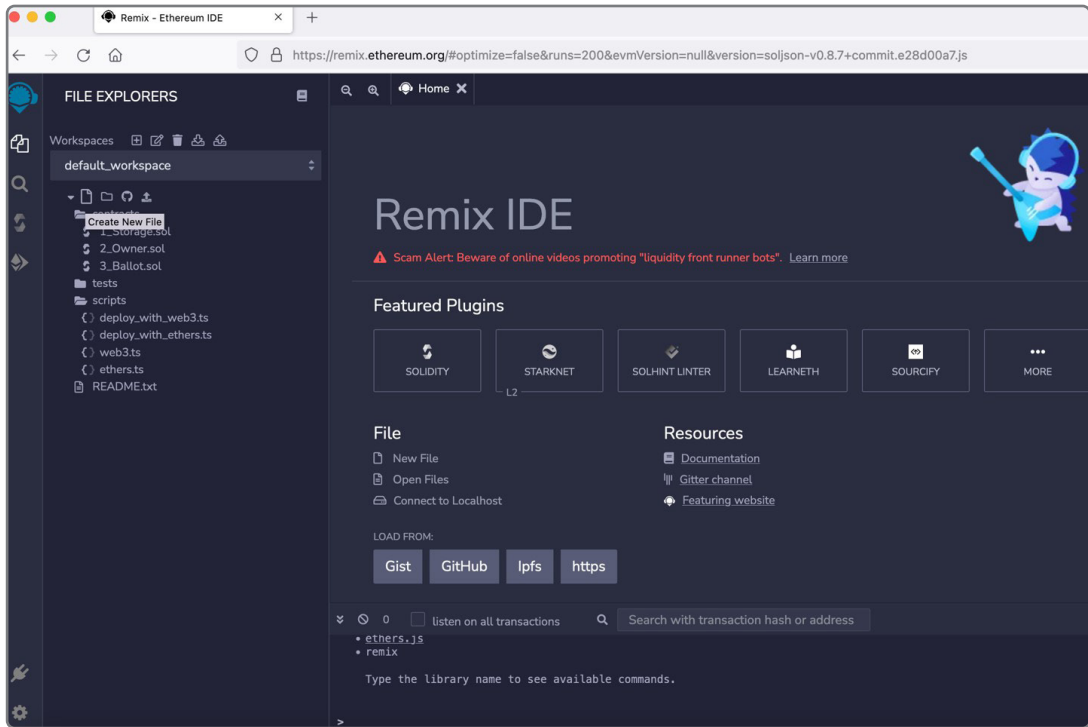 Remix - Ethereum IDE
https://remix.ethereum.org/#optimize=false&runs=200&evmVersion=null&version=soljson-v0.8.7+commit.e28d00a7.js
FILE EXPLORERS
Home
Workspaces
default_workspace
contracts
Create New File
1_Storage.sol
2_Owner.sol
3_Ballot.sol
tests
scripts
deploy_with_web3.ts
deploy_with_ethers.ts
web3.ts
ethers.ts
README.txt
Remix IDE
Scam Alert: Beware of online videos promoting "liquidity front runner bots". Learn more
Featured Plugins
SOLIDITY STARKNET SOLHINT LINTER LEARNETH SOURCIFY MORE
L2
File
New File
Open Files
Connect to Localhost
Resources
Documentation
Gitter channel
Featuring website
LOAD FROM:
Gist GitHub Ipfs https
0 listen on all transactions Search with transaction hash or address
• ethers.js
• remix
Type the library name to see available commands.
>